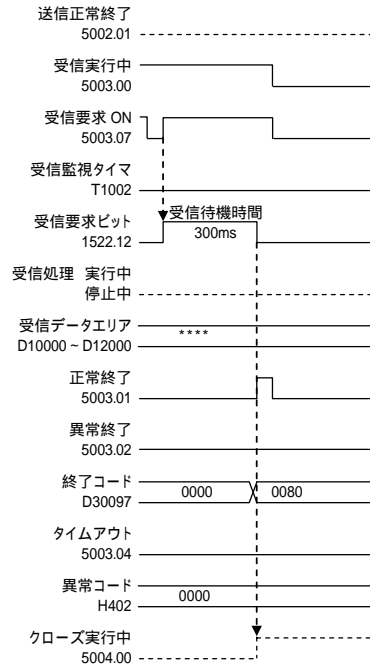 送信正常終了
5002.01
受信実行中
5003.00
受信要求 ON
5003.07
受信監視タイマ
T1002
受信要求ビット
1522.12
受信待機時間
300ms
受信処理 実行中
停止中
受信データエリア
D10000 ~ D12000
****
正常終了
5003.01
異常終了
5003.02
終了コード
D30097
0000
0080
タイムアウト
5003.04
異常コード
H402
0000
クローズ実行中
5004.00